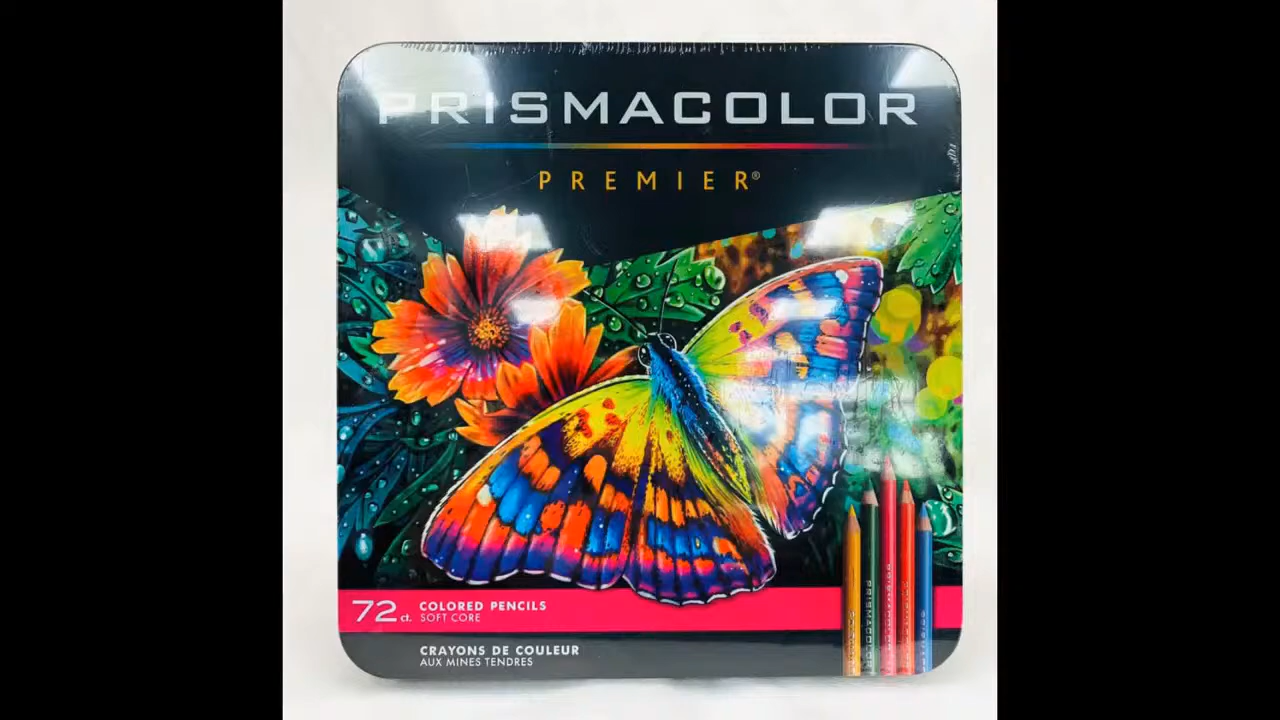 PRISMACOLOR
PREMIER®
72 ct.
COLORED PENCILS
SOFT CORE
CRAYONS DE COULEUR
AUX MINES TENDRES